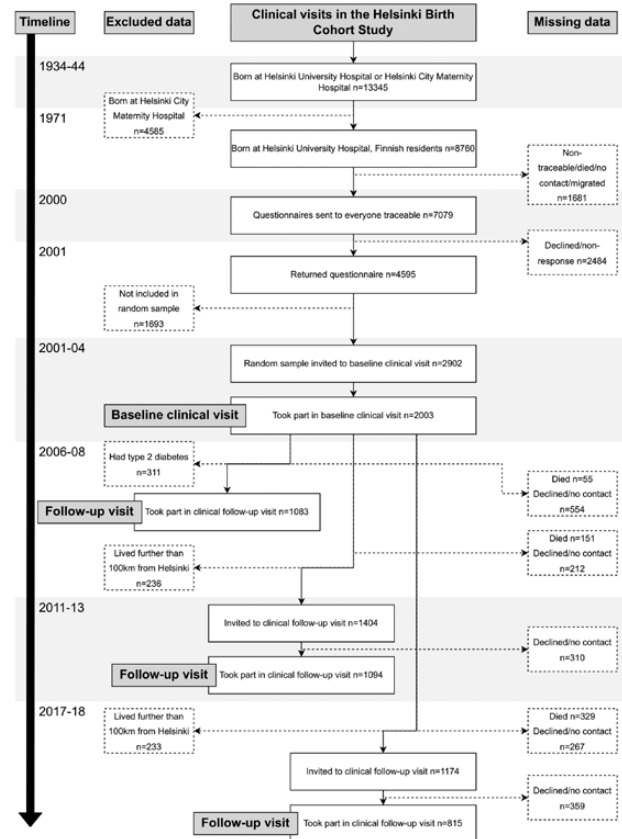 Timeline
Excluded data
Clinical visits in the Helsinki Birth
Cohort Study
Missing data
1934-44
Born at Helsinki University Hospital or Helsinki City Maternity
Hospital n=13345
Born at Helsinki City
Maternity Hospital
n=4585
1971
Born at Helsinki University Hospital, Finnish residents n=8760
Non-
traceable/died/no
contact/migrated
n=1681
2000
Questionnaires sent to everyone traceable n=7079
Declined/non-
response n=2484
2001
Returned questionnaire n=4595
Not included in
random sample
n=1693
2001-04
Random sample invited to baseline clinical visit n=2902
Baseline clinical visit
Took part in baseline clinical visit n=2003
2006-08
Had type 2 diabetes
n=311
Died n=55
Declined/no contact
n=554
Follow-up visit
Took part in clinical follow-up visit n=1083
Died n=151
Declined/no contact
n=212
Lived further than
100km from Helsinki
n=236
2011-13
Invited to clinical follow-up visit n=1404
Declined/no contact
n=310
Follow-up visit
Took part in clinical follow-up visit n=1094
2017-18
Lived further than
100km from Helsinki
n=233
Died n=329
Declined/no contact
n=267
Invited to clinical follow-up visit n=1174
Declined/no contact
n=359
Follow-up visit
Took part in clinical follow-up visit n=815